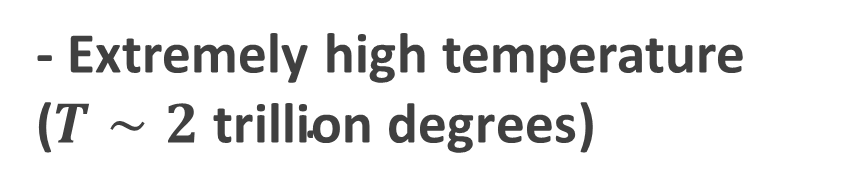 - Extremely high temperature
(T ~ 2 trillion degrees)